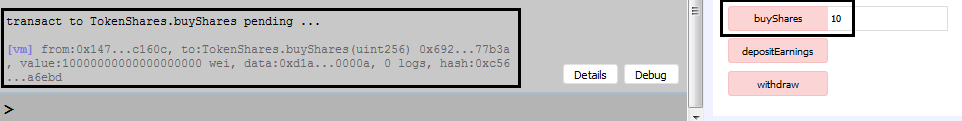 transact to TokenShares.buyShares pending ...
[vm] from:0x147...c160c, to:TokenShares.buyShares(uint256) 0x692...77b3a
, value:10000000000000000000 wei, data:0xd1a...0000a, 0 logs, hash:0xc56
...a6ebd
Details Debug
>
buyShares 10
depositEarnings
withdraw